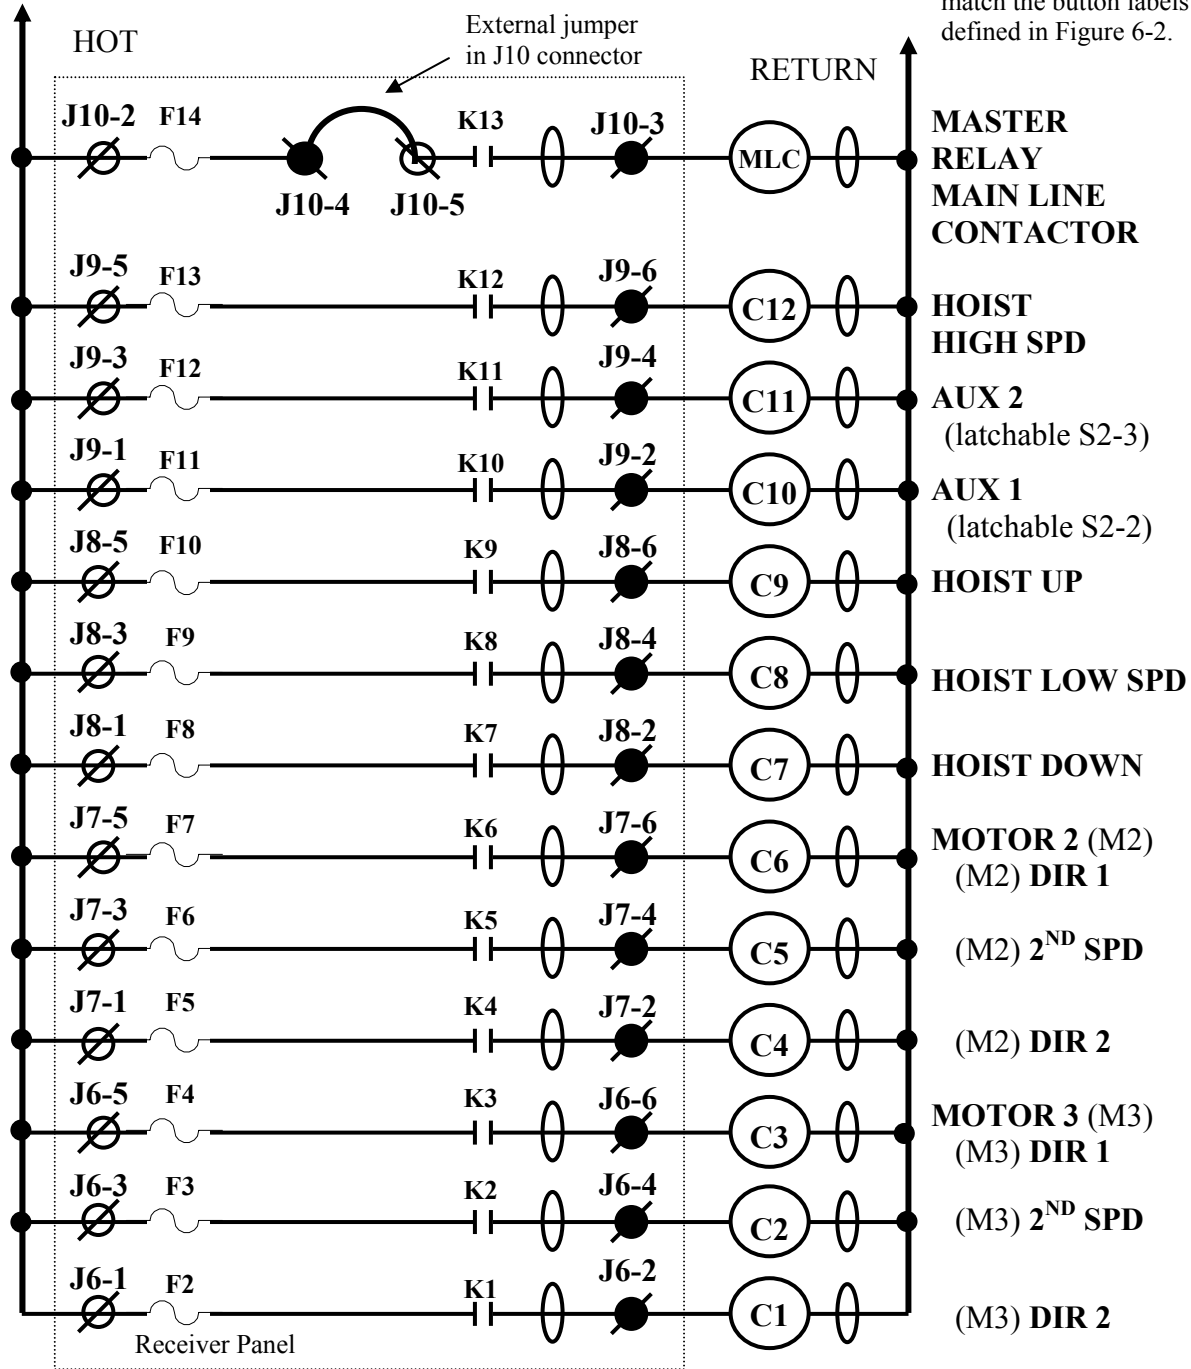 match the button labels
defined in Figure 6-2.
HOT
External jumper
in J10 connector
RETURN
J10-2 F14 K13 J10-3
MLC
J10-4 J10-5
MASTER
RELAY
MAIN LINE
CONTACTOR
J9-5 F13 K12 J9-6
C12
HOIST
HIGH SPD
J9-3 F12 K11 J9-4
C11
AUX 2
(latchable S2-3)
J9-1 F11 K10 J9-2
C10
AUX 1
(latchable S2-2)
J8-5 F10 K9 J8-6
C9
HOIST UP
J8-3 F9 K8 J8-4
C8
HOIST LOW SPD
J8-1 F8 K7 J8-2
C7
HOIST DOWN
J7-5 F7 K6 J7-6
C6
MOTOR 2 (M2)
(M2) DIR 1
J7-3 F6 K5 J7-4
C5
(M2) 2ND SPD
J7-1 F5 K4 J7-2
C4
(M2) DIR 2
J6-5 F4 K3 J6-6
C3
MOTOR 3 (M3)
(M3) DIR 1
J6-3 F3 K2 J6-4
C2
(M3) 2ND SPD
J6-1 F2 K1 J6-2
C1
(M3) DIR 2
Receiver Panel